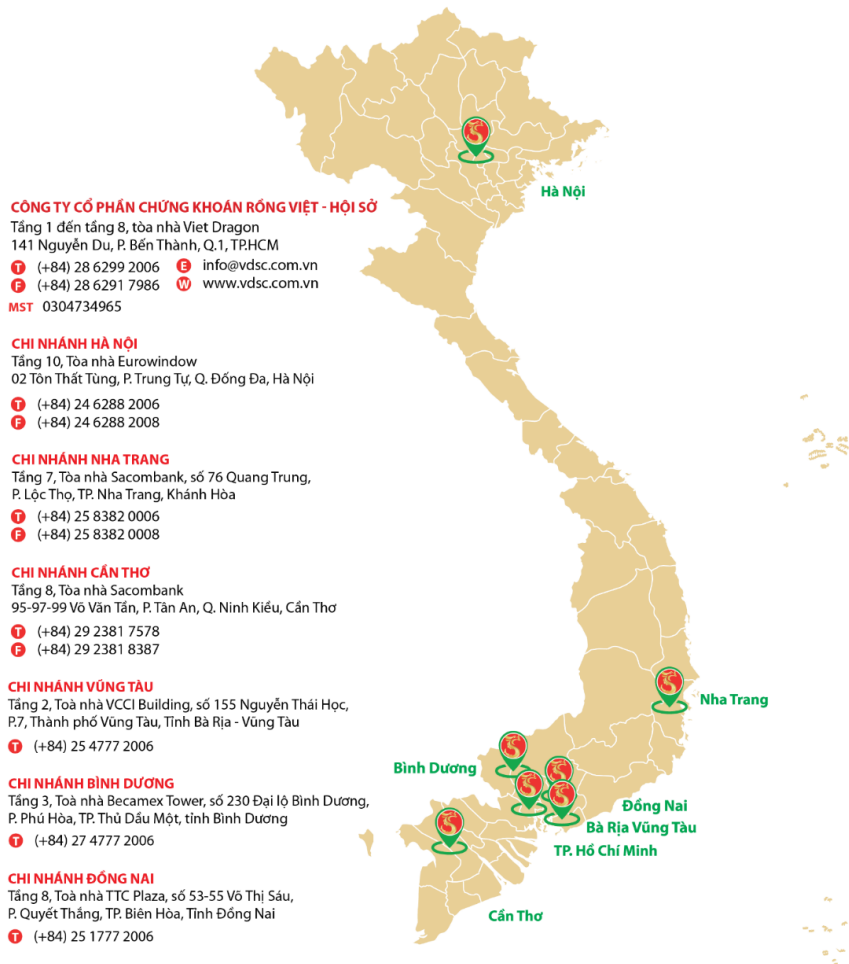 CÔNG TY CỔ PHẦN CHỨNG KHOÁN RỒNG VIỆT - HỘI SỞ
Tầng 1 đến tầng 8, tòa nhà Viet Dragon
141 Nguyễn Du, P. Bến Thành, Q.1, TP.HCM
T (+84) 28 6299 2006 E info@vdsc.com.vn
F (+84) 28 6291 7986 W www.vdsc.com.vn
MST 0304734965
CHI NHÁNH HÀ NỘI
Tầng 10, Tòa nhà Eurowindow
02 Tôn Thất Tùng, P. Trung Tự, Q. Đống Đa, Hà Nội
T (+84) 24 6288 2006
F (+84) 24 6288 2008
CHI NHÁNH NHA TRANG
Tầng 7, Tòa nhà Sacombank, số 76 Quang Trung,
P. Lộc Thọ, TP. Nha Trang, Khánh Hòa
T (+84) 25 8382 0006
F (+84) 25 8382 0008
CHI NHÁNH CẦN THƠ
Tầng 8, Tòa nhà Sacombank
95-97-99 Võ Văn Tần, P. Tân An, Q. Ninh Kiều, Cần Thơ
T (+84) 29 2381 7578
F (+84) 29 2381 8387
CHI NHÁNH VŨNG TÀU
Tầng 2, Toà nhà VCCI Building, số 155 Nguyễn Thái Học,
P.7, Thành phố Vũng Tàu, Tỉnh Bà Rịa - Vũng Tàu
T (+84) 25 4777 2006
CHI NHÁNH BÌNH DƯƠNG
Tầng 3, Toà nhà Becamex Tower, số 230 Đại lộ Bình Dương,
P. Phú Hòa, TP. Thủ Dầu Một, tỉnh Bình Dương
T (+84) 27 4777 2006
CHI NHÁNH ĐỒNG NAI
Tầng 8, Toà nhà TTC Plaza, số 53-55 Võ Thị Sáu,
P. Quyết Thắng, TP. Biên Hòa, Tỉnh Đồng Nai
T (+84) 25 1777 2006
Hà Nội
Nha Trang
Bình Dương
Đồng Nai
Bà Rịa Vũng Tàu
TP. Hồ Chí Minh
Cần Thơ